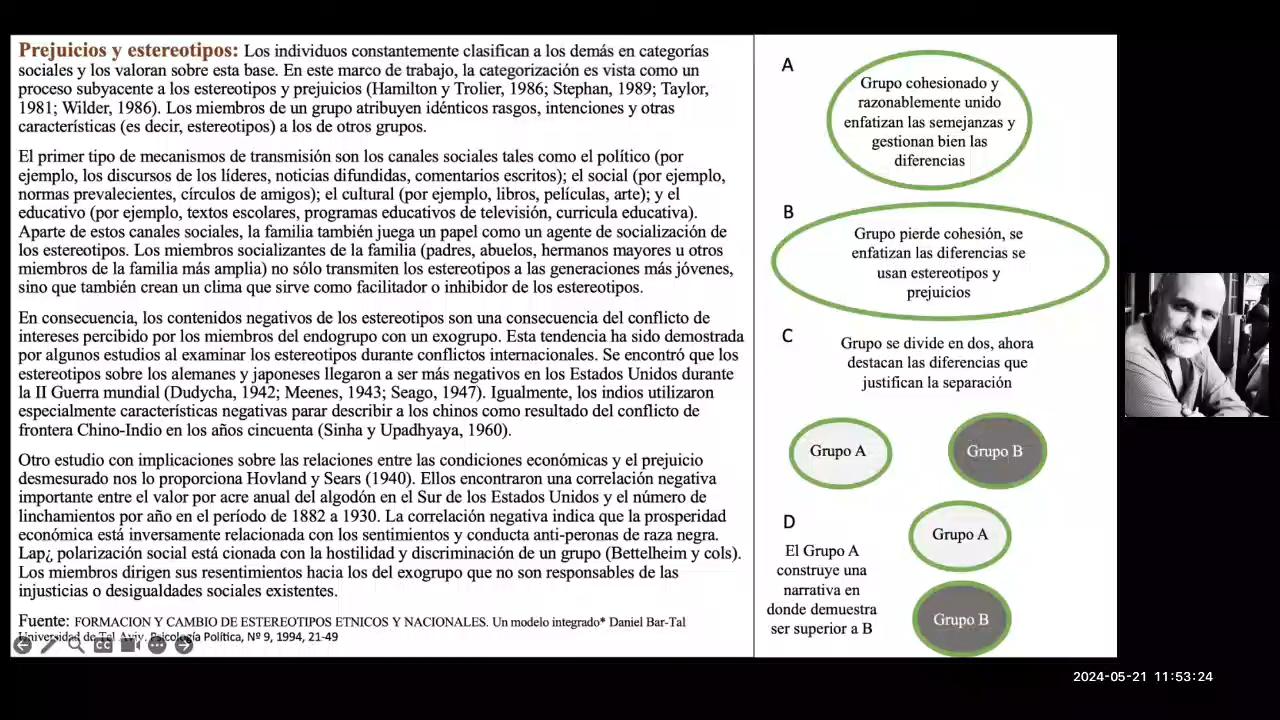 Prejuicios y estereotipos: Los individuos constantemente clasifican a los demás en categorías
sociales y los valoran sobre esta base. En este marco de trabajo, la categorización es vista como un
proceso subyacente a los estereotipos y prejuicios (Hamilton y Trolier, 1986; Stephan, 1989; Taylor,
1981; Wilder, 1986). Los miembros de un grupo atribuyen idénticos rasgos, intenciones y otras
características (es decir, estereotipos) a los de otros grupos.
El primer tipo de mecanismos de transmisión son los canales sociales tales como el político (por
ejemplo, los discursos de los líderes, noticias difundidas, comentarios escritos); el social (por ejemplo,
normas prevalecientes, círculos de amigos); el cultural (por ejemplo, libros, películas, arte); y el
educativo (por ejemplo, textos escolares, programas educativos de televisión, curricula educativa).
Aparte de estos canales sociales, la familia también juega un papel como un agente de socialización de
los estereotipos. Los miembros socializantes de la familia (padres, abuelos, hermanos mayores u otros
miembros de la familia más amplia) no sólo transmiten los estereotipos a las generaciones más jóvenes,
sino que también crean un clima que sirve como facilitador o inhibidor de los estereotipos.
En consecuencia, los contenidos negativos de los estereotipos son una consecuencia del conflicto de
intereses percibido por los miembros del endogrupo con un exogrupo. Esta tendencia ha sido demostrada
por algunos estudios al examinar los estereotipos durante conflictos internacionales. Se encontró que los
estereotipos sobre los alemanes y japoneses llegaron a ser más negativos en los Estados Unidos durante
la II Guerra mundial (Dudycha, 1942; Meenes, 1943; Seago, 1947). Igualmente, los indios utilizaron
especialmente características negativas parar describir a los chinos como resultado del conflicto de
frontera Chino-Indio en los años cincuenta (Sinha y Upadhyaya, 1960).
Otro estudio con implicaciones sobre las relaciones entre las condiciones económicas y el prejuicio
desmesurado nos lo proporciona Hovland y Sears (1940). Ellos encontraron una correlación negativa
importante entre el valor por acre anual del algodón en el Sur de los Estados Unidos y el número de
linchamientos por año en el período de 1882 a 1930. La correlación negativa indica que la prosperidad
económica está inversamente relacionada con los sentimientos y conducta anti-peronas de raza negra.
Lap¿ polarización social está cionada con la hostilidad y discriminación de un grupo (Bettelheim y cols).
Los miembros dirigen sus resentimientos hacia los del exogrupo que no son responsables de las
injusticias o desigualdades sociales existentes.
Fuente: FORMACION Y CAMBIO DE ESTEREOTIPOS ETNICOS Y NACIONALES. Un modelo integrado* Daniel Bar-Tal
Universidad de Tel Aviv. Psicología Política, Nº 9, 1994, 21-49
CC
A
Grupo cohesionado y
razonablemente unido
enfatizan las semejanzas y
gestionan bien las
diferencias
B
Grupo pierde cohesión, se
enfatizan las diferencias se
usan estereotipos y
prejuicios
C
Grupo se divide en dos, ahora
destacan las diferencias que
justifican la separación
Grupo A
Grupo B
D
El Grupo A
construye una
narrativa en
donde demuestra
ser superior a B
Grupo A
Grupo B
2024-05-21 11:53:24